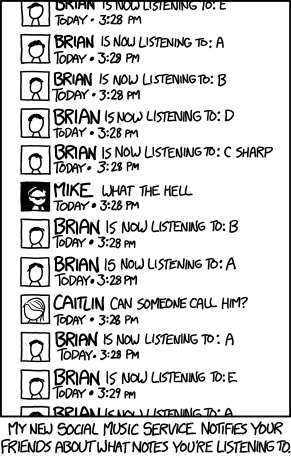 BRIAN IS NOW LISTENING TO: E
TODAY • 3:28 PM
BRIAN IS NOW LISTENING TO: A
TODAY • 3:28 PM
BRIAN IS NOW LISTENING TO: B
TODAY • 3:28 PM
BRIAN IS NOW LISTENING TO: D
TODAY • 3:28 PM
BRIAN IS NOW LISTENING TO: C SHARP
TODAY • 3:28 PM
MIKE WHAT THE HELL
TODAY • 3:28 PM
BRIAN IS NOW LISTENING TO: B
TODAY • 3:28 PM
BRIAN IS NOW LISTENING TO: A
TODAY • 3:28 PM
CAITLIN CAN SOMEONE CALL HIM?
TODAY • 3:28 PM
BRIAN IS NOW LISTENING TO: A
TODAY • 3:28 PM
BRIAN IS NOW LISTENING TO: E
TODAY • 3:29 PM
BRIAN IS NOW LISTENING TO: A
MY NEW SOCIAL MUSIC SERVICE NOTIFIES YOUR
FRIENDS ABOUT WHAT NOTES YOU'RE LISTENING TO.